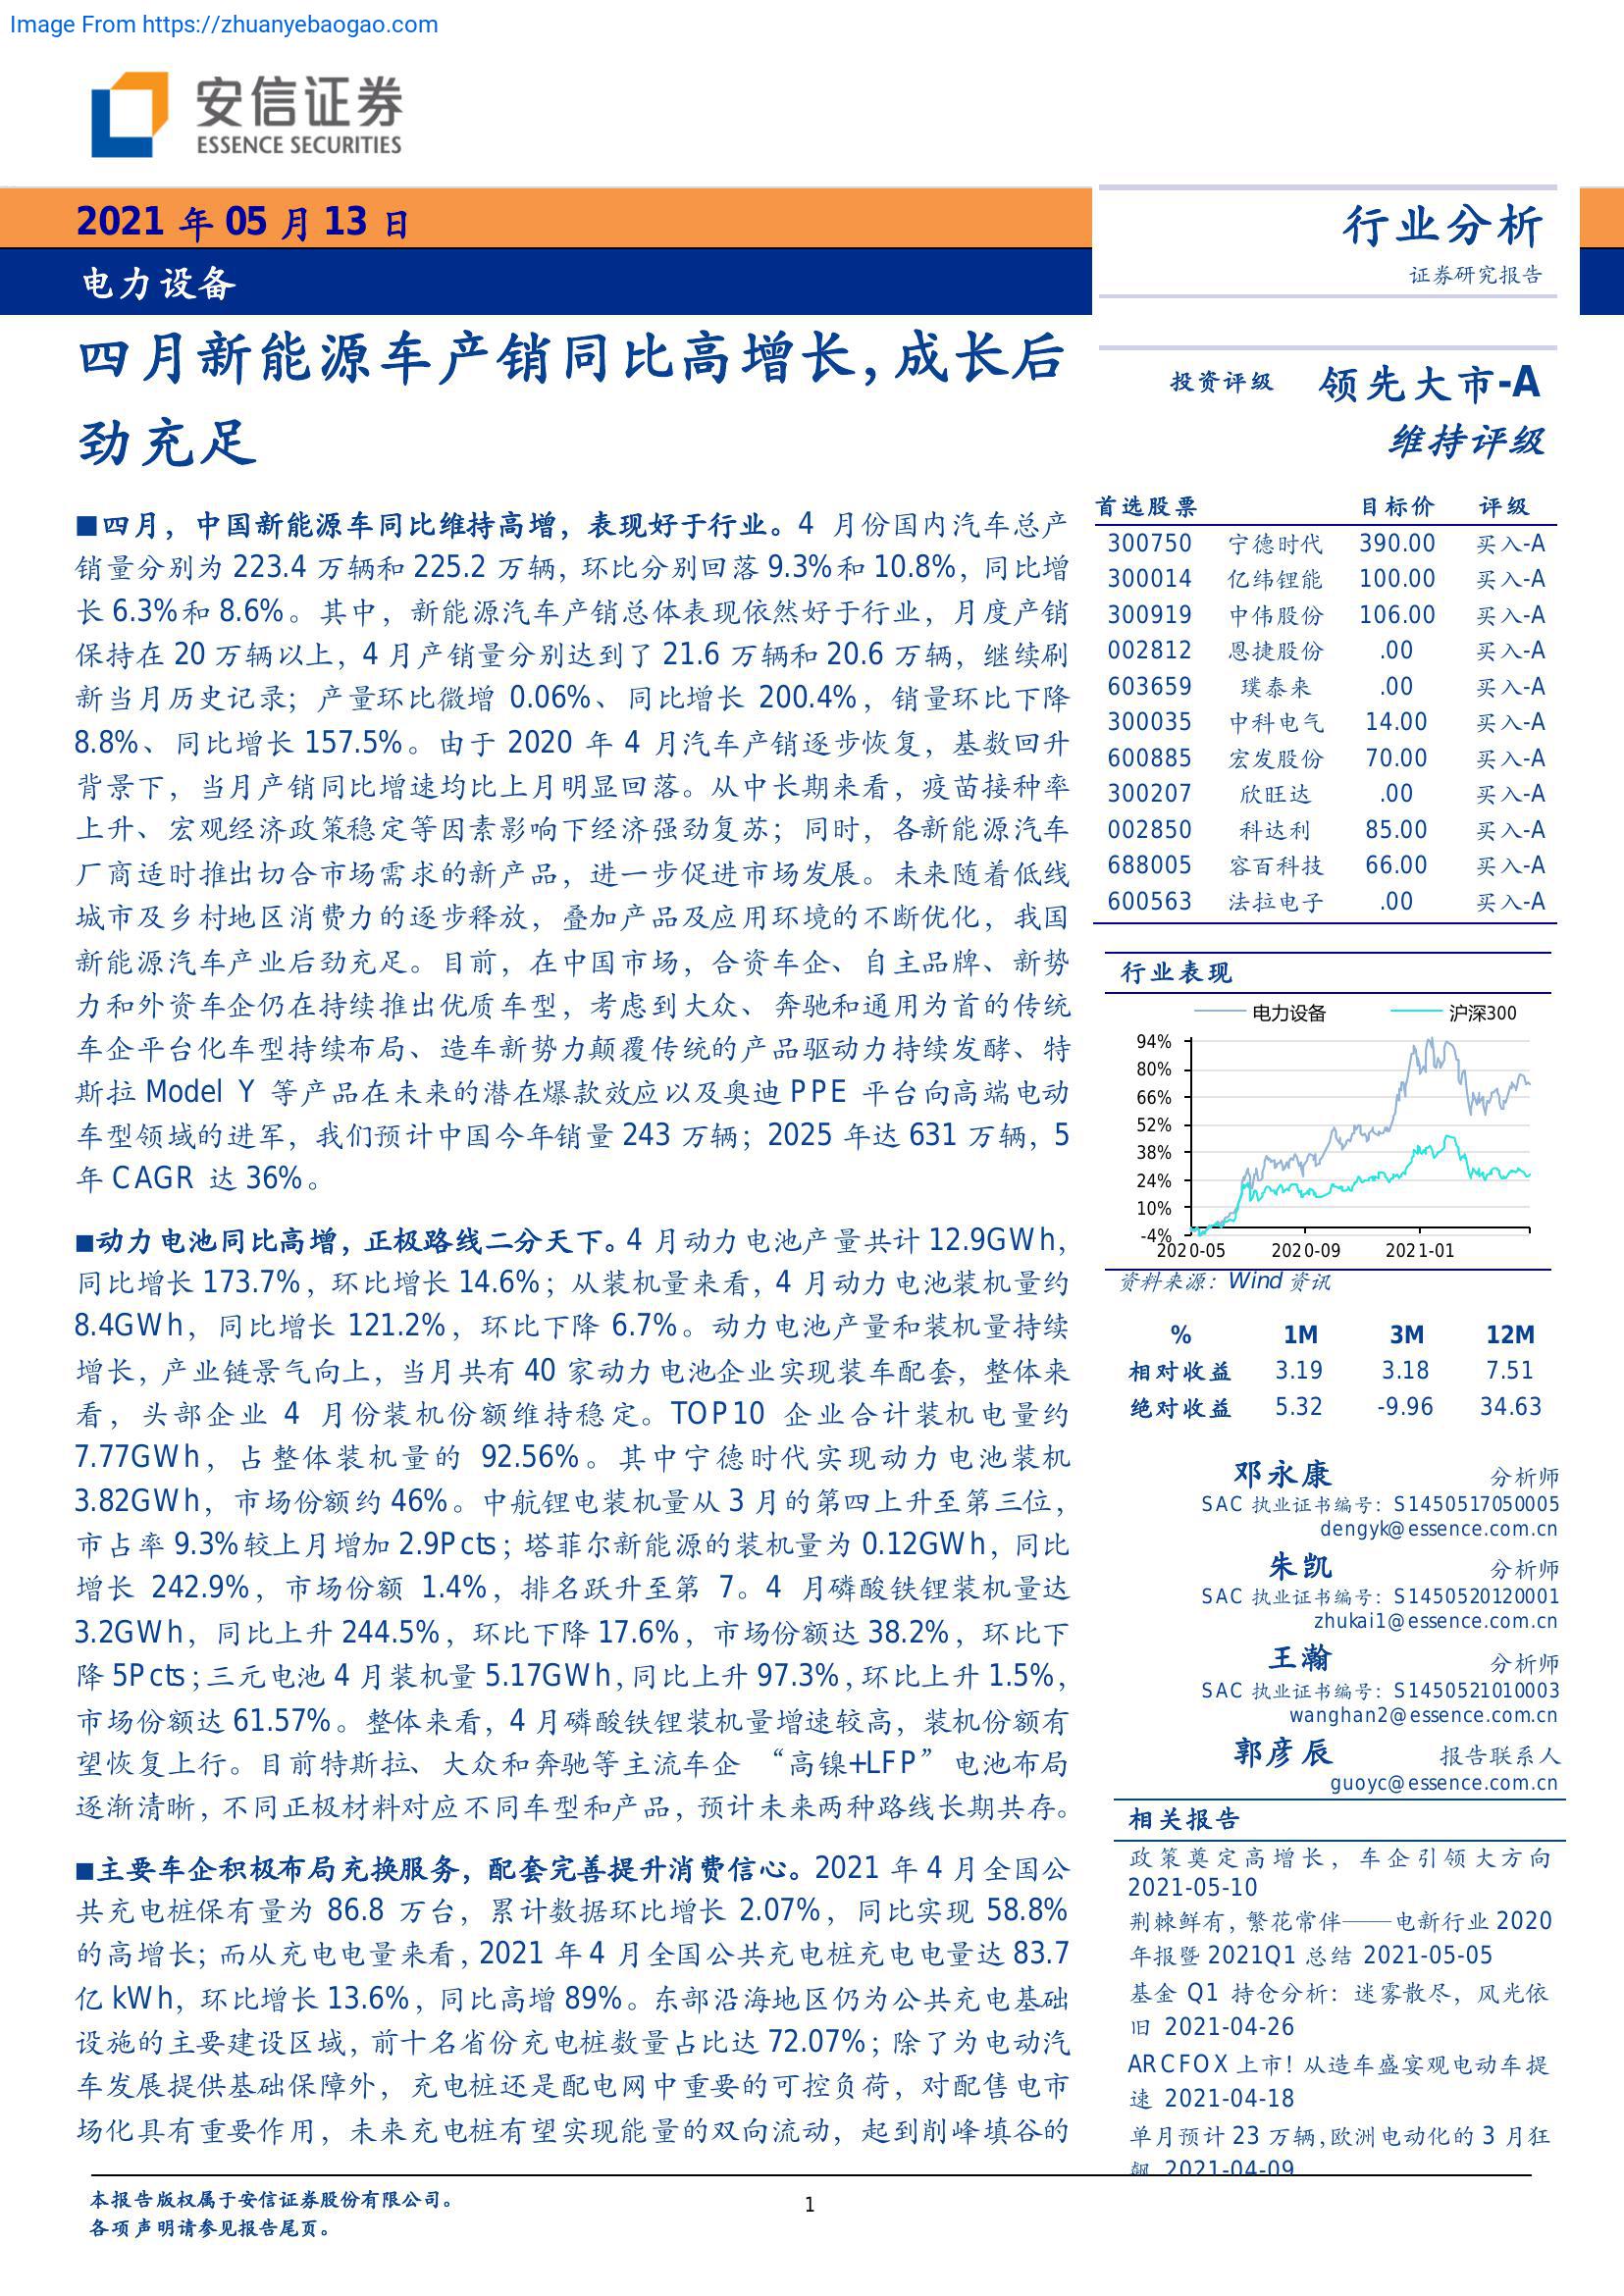 Image From https://zhuanyebaogao.com
安信证券
ESSENCE SECURITIES
2021 年 05 月 13 日
电力设备
行业分析
证券研究报告
四月新能源车产销同比高增长,成长后
劲充足
■四月，中国新能源车同比维持高增，表现好于行业。4 月份国内汽车总产
销量分别为 223.4 万辆和 225.2 万辆，环比分别回落 9.3%和 10.8%，同比增
长 6.3%和 8.6%。其中，新能源汽车产销总体表现依然好于行业，月度产销
保持在 20 万辆以上，4 月产销量分别达到了 21.6 万辆和 20.6 万辆，继续刷
新当月历史记录；产量环比微增 0.06%、同比增长 200.4%，销量环比下降
8.8%、同比增长 157.5%。由于 2020 年 4 月汽车产销逐步恢复，基数回升
背景下，当月产销同比增速均比上月明显回落。从中长期来看，疫苗接种率
上升、宏观经济政策稳定等因素影响下经济强劲复苏；同时，各新能源汽车
厂商适时推出切合市场需求的新产品，进一步促进市场发展。未来随着低线
城市及乡村地区消费力的逐步释放，叠加产品及应用环境的不断优化，我国
新能源汽车产业后劲充足。目前，在中国市场，合资车企、自主品牌、新势
力和外资车企仍在持续推出优质车型，考虑到大众、奔驰和通用为首的传统
车企平台化车型持续布局、造车新势力颠覆传统的产品驱动力持续发酵、特
斯拉 Model Y 等产品在未来的潜在爆款效应以及奥迪 PPE 平台向高端电动
车型领域的进军，我们预计中国今年销量 243 万辆；2025 年达 631 万辆，5
年 CAGR 达 36%。
■动力电池同比高增，正极路线二分天下。4 月动力电池产量共计 12.9GWh，
同比增长 173.7%，环比增长 14.6%；从装机量来看，4 月动力电池装机量约
8.4GWh，同比增长 121.2%，环比下降 6.7%。动力电池产量和装机量持续
增长，产业链景气向上，当月共有 40 家动力电池企业实现装车配套，整体来
看，头部企业 4 月份装机份额维持稳定。TOP10 企业合计装机电量约
7.77GWh，占整体装机量的 92.56%。其中宁德时代实现动力电池装机
3.82GWh，市场份额约 46%。中航锂电装机量从 3 月的第四上升至第三位，
市占率 9.3%较上月增加 2.9Pcts；塔菲尔新能源的装机量为 0.12GWh，同比
增长 242.9%，市场份额 1.4%，排名跃升至第 7。4 月磷酸铁锂装机量达
3.2GWh，同比上升 244.5%，环比下降 17.6%，市场份额达 38.2%，环比下
降 5Pcts；三元电池 4 月装机量 5.17GWh，同比上升 97.3%，环比上升 1.5%，
市场份额达 61.57%。整体来看，4 月磷酸铁锂装机量增速较高，装机份额有
望恢复上行。目前特斯拉、大众和奔驰等主流车企 “高镍+LFP” 电池布局
逐渐清晰，不同正极材料对应不同车型和产品，预计未来两种路线长期共存。
■主要车企积极布局充换服务，配套完善提升消费信心。2021 年 4 月全国公
共充电桩保有量为 86.8 万台，累计数据环比增长 2.07%，同比实现 58.8%
的高增长；而从充电电量来看，2021 年 4 月全国公共充电桩充电电量达 83.7
亿 kWh，环比增长 13.6%，同比高增 89%。东部沿海地区仍为公共充电基础
设施的主要建设区域，前十名省份充电桩数量占比达 72.07%；除了为电动汽
车发展提供基础保障外，充电桩还是配电网中重要的可控负荷，对配售电市
场化具有重要作用，未来充电桩有望实现能量的双向流动，起到削峰填谷的
投资评级 领先大市-A
维持评级
首选股票 目标价 评级
300750 宁德时代 390.00 买入-A
300014 亿纬锂能 100.00 买入-A
300919 中伟股份 106.00 买入-A
002812 恩捷股份 .00 买入-A
603659 璞泰来 .00 买入-A
300035 中科电气 14.00 买入-A
600885 宏发股份 70.00 买入-A
300207 欣旺达 .00 买入-A
002850 科达利 85.00 买入-A
688005 容百科技 66.00 买入-A
600563 法拉电子 .00 买入-A
行业表现
电力设备 沪深300
94%
80%
66%
52%
38%
24%
10%
-4%
2020-05 2020-09 2021-01
资料来源：Wind 资讯
% 1M 3M 12M
相对收益 3.19 3.18 7.51
绝对收益 5.32 -9.96 34.63
邓永康 分析师
SAC 执业证书编号：S1450517050005
dengyk@essence.com.cn
朱凯 分析师
SAC 执业证书编号：S1450520120001
zhukai1@essence.com.cn
王瀚 分析师
SAC 执业证书编号：S1450521010003
wanghan2@essence.com.cn
郭彦辰 报告联系人
guoyc@essence.com.cn
相关报告
政策奠定高增长，车企引领大方向
2021-05-10
荆棘鲜有，繁花常伴——电新行业 2020
年报暨 2021Q1 总结 2021-05-05
基金 Q1 持仓分析：迷雾散尽，风光依
旧 2021-04-26
ARCFOX 上市！从造车盛宴观电动车提
速 2021-04-18
单月预计 23 万辆,欧洲电动化的 3 月狂
飙 2021-04-09
本报告版权属于安信证券股份有限公司。
各项声明请参见报告尾页。
1